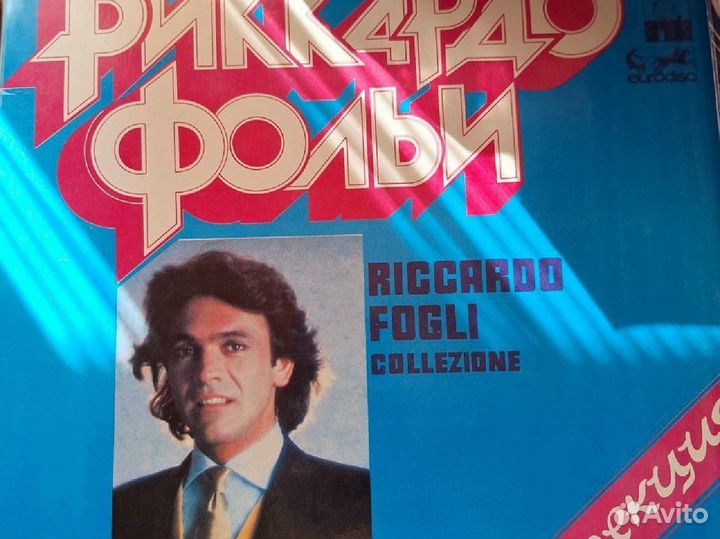 РИККАРДО
ФОЛЬИ
ariola
eurodisc
RICCARDO
FOGLI
COLLEZIONE
Avito